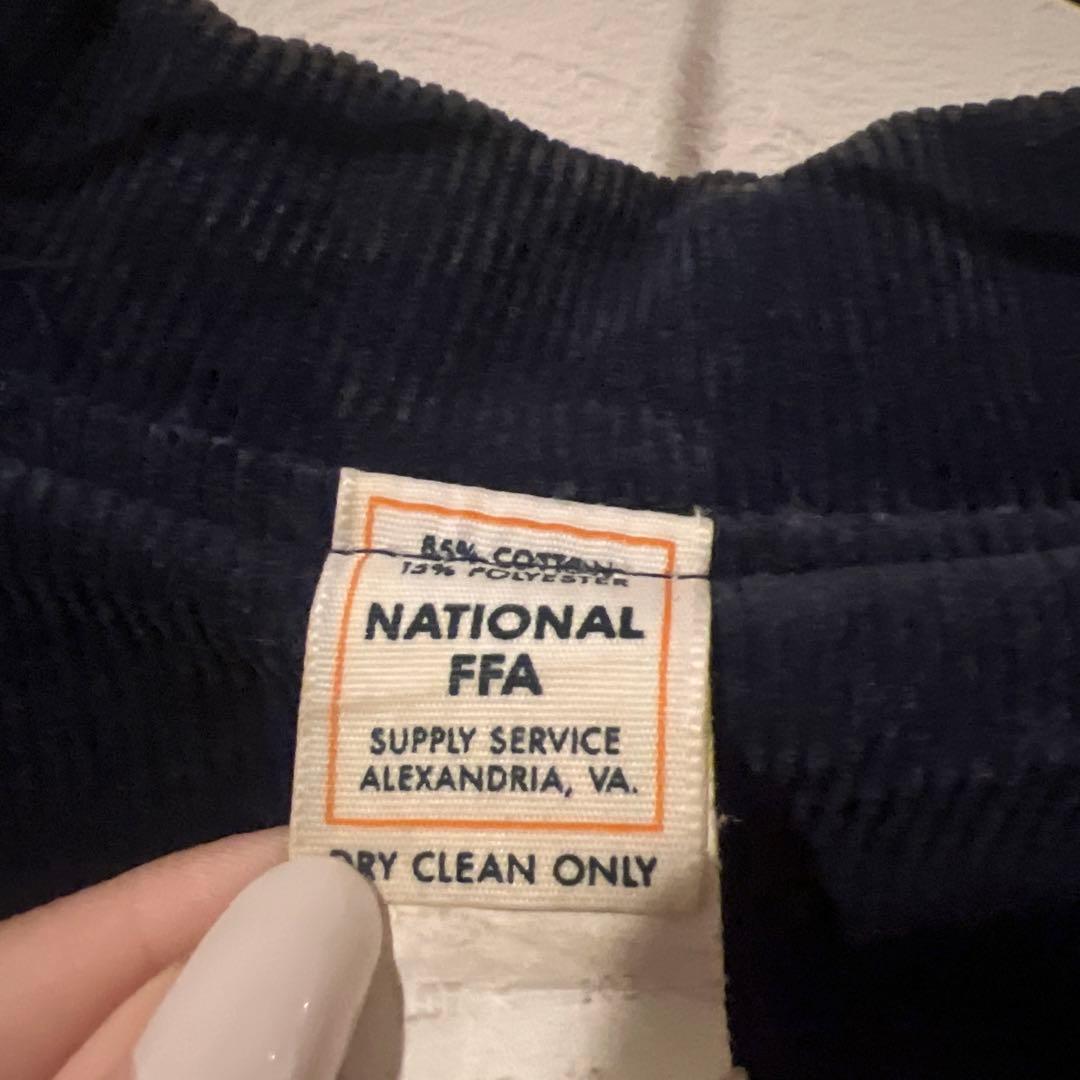 85% COTTON
15% POLYESTER
NATIONAL
FFA
SUPPLY SERVICE
ALEXANDRIA, VA.
DRY CLEAN ONLY